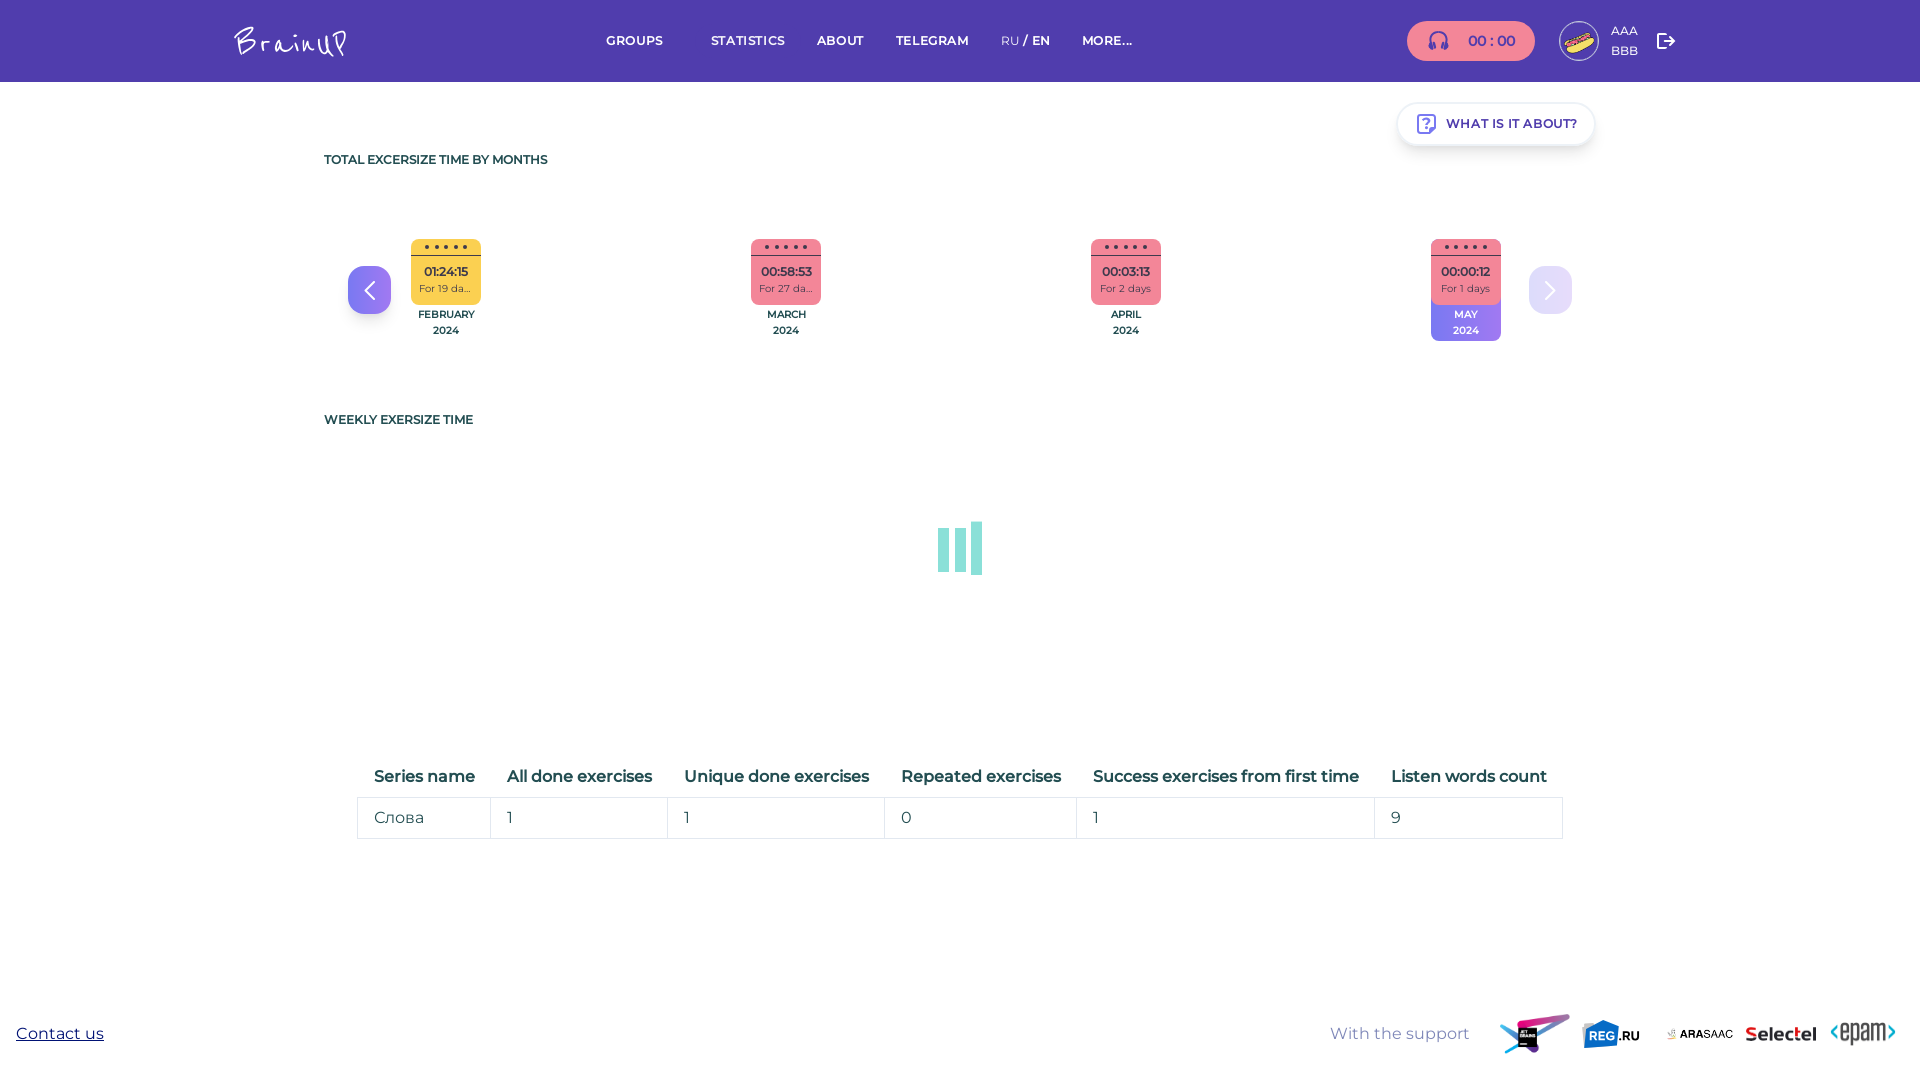 BrainUP
GROUPS STATISTICS ABOUT TELEGRAM RU / EN MORE...
00 : 00
AAA
BBB
WHAT IS IT ABOUT?
TOTAL EXCERSIZE TIME BY MONTHS
01:24:15
For 19 da...
FEBRUARY
2024
00:58:53
For 27 da...
MARCH
2024
00:03:13
For 2 days
APRIL
2024
00:00:12
For 1 days
MAY
2024
WEEKLY EXERSIZE TIME
Series name All done exercises Unique done exercises Repeated exercises Success exercises from first time Listen words count
Слова 1 1 0 1 9
Contact us
With the support
JET
BRAINS
REG.RU
ARASAAC
Selectel
<epam>